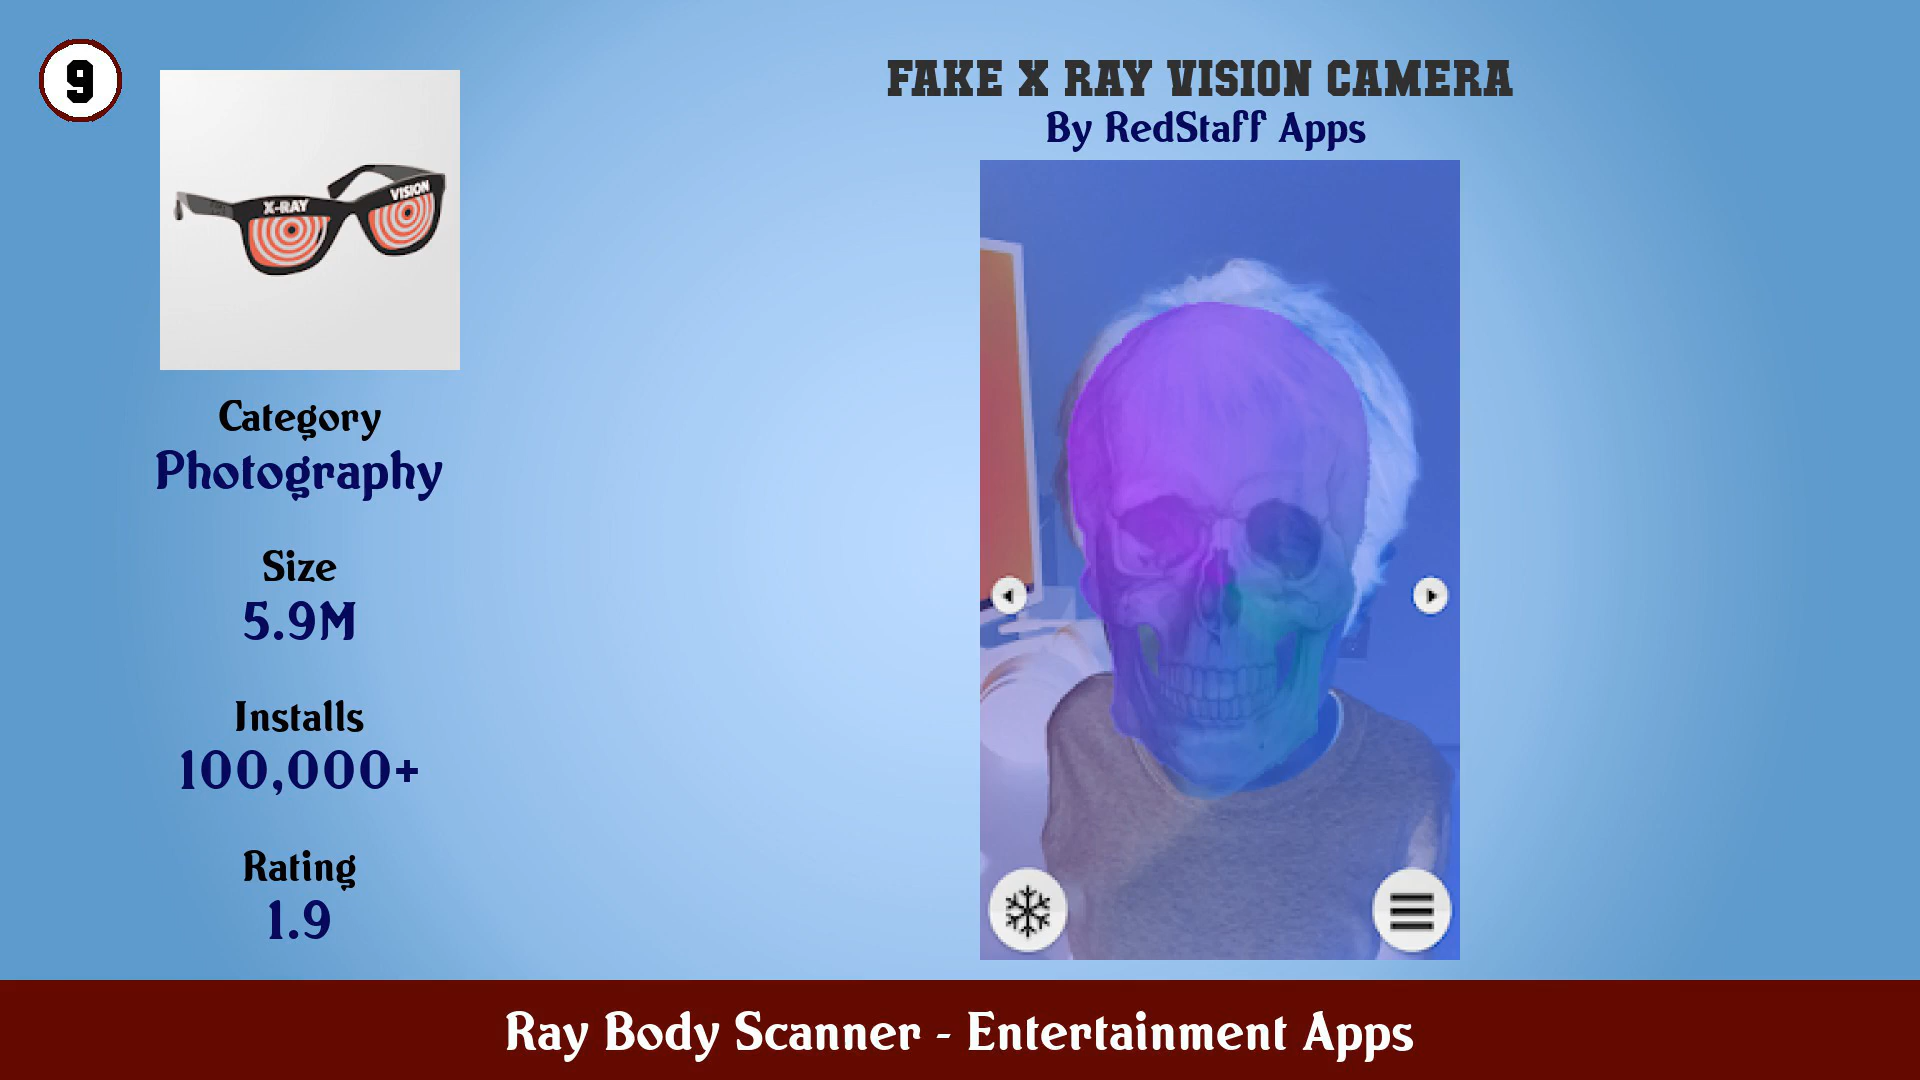 9
X-RAY
VISION
FAKE X RAY VISION CAMERA
By RedStaff Apps
Category
Photography
Size
5.9M
Installs
100,000+
Rating
1.9
Ray Body Scanner - Entertainment Apps